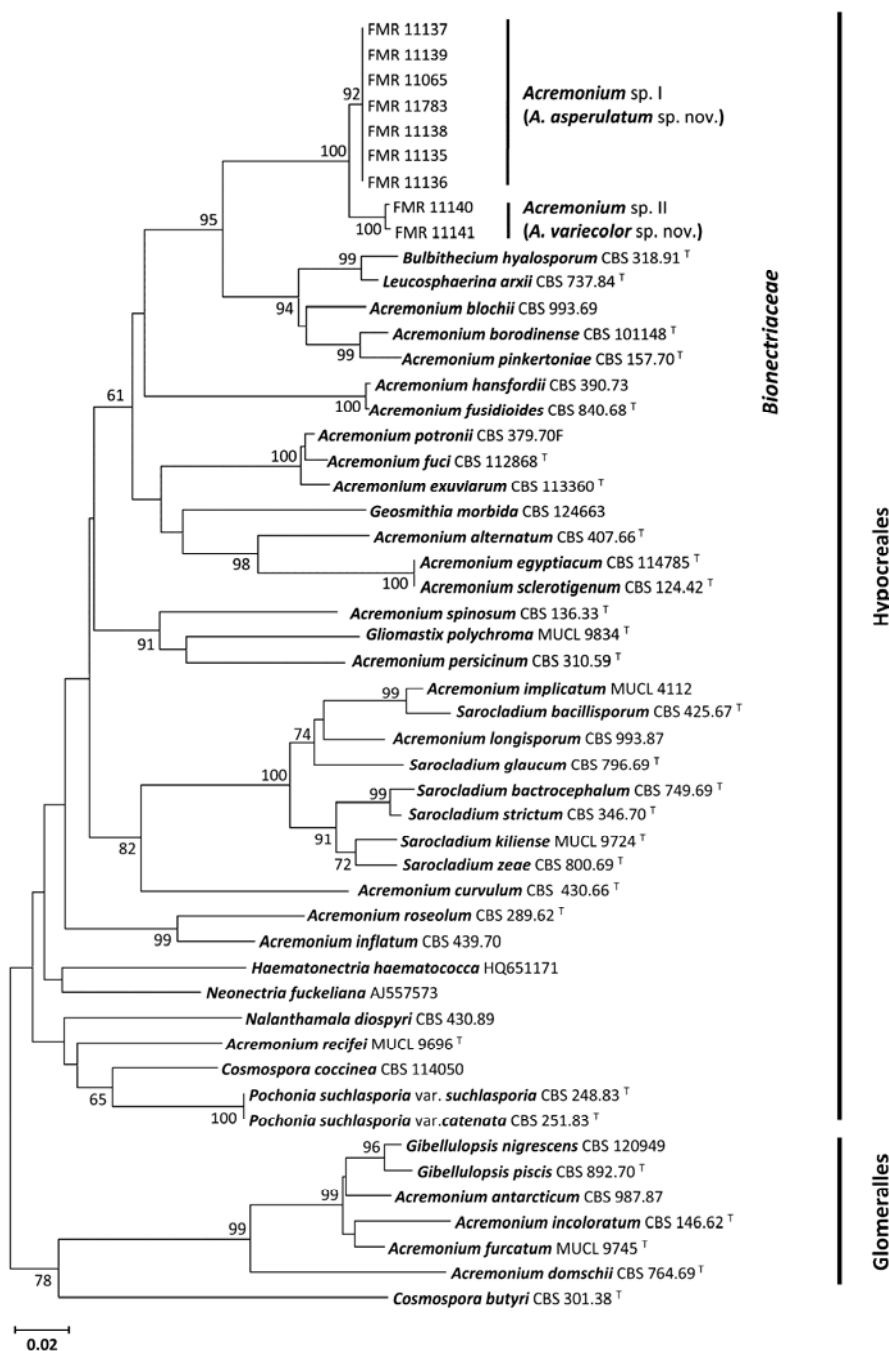 FMR 11137
FMR 11139
FMR 11065
92
FMR 11783
FMR 11138
FMR 11135
100
FMR 11136
Acremonium sp. I
(A. asperulatum sp. nov.)
FMR 11140
100
FMR 11141
Acremonium sp. II
(A. variecolor sp. nov.)
95
99
Bulbithecium hyalosporum CBS 318.91 T
Leucosphaerina arxii CBS 737.84 T
94
Acremonium blochii CBS 993.69
Acremonium borodinense CBS 101148 T
99
Acremonium pinkertoniae CBS 157.70 T
Acremonium hansfordii CBS 390.73
61
100
Acremonium fusidioides CBS 840.68 T
Acremonium potronii CBS 379.70F
100
Acremonium fuci CBS 112868 T
Acremonium exuviarum CBS 113360 T
Geosmithia morbida CBS 124663
Acremonium alternatum CBS 407.66 T
98
Acremonium egyptiacum CBS 114785 T
100
Acremonium sclerotigenum CBS 124.42 T
Acremonium spinosum CBS 136.33 T
91
Gliomastix polychroma MUCL 9834 T
Acremonium persicinum CBS 310.59 T
99
Acremonium implicatum MUCL 4112
Sarocladium bacillisporum CBS 425.67 T
74
Acremonium longisporum CBS 993.87
Sarocladium glaucum CBS 796.69 T
100
99
Sarocladium bactrocephalum CBS 749.69 T
Sarocladium strictum CBS 346.70 T
91
Sarocladium kiliense MUCL 9724 T
72
Sarocladium zeae CBS 800.69 T
82
Acremonium curvulum CBS 430.66 T
Acremonium roseolum CBS 289.62 T
99
Acremonium inflatum CBS 439.70
Haematonectria haematococca HQ651171
Neonectria fuckeliana AJ557573
Nalanthamala diospyri CBS 430.89
Acremonium recifei MUCL 9696 T
Cosmospora coccinea CBS 114050
65
Pochonia suchlasporia var. suchlasporia CBS 248.83 T
100
Pochonia suchlasporia var.catenata CBS 251.83 T
96
Gibellulopsis nigrescens CBS 120949
Gibellulopsis piscis CBS 892.70 T
99
Acremonium antarcticum CBS 987.87
Acremonium incoloratum CBS 146.62 T
99
Acremonium furcatum MUCL 9745 T
Acremonium domschii CBS 764.69 T
78
Cosmospora butyri CBS 301.38 T
Bionectriaceae
Hypocreales
Glomeralles
0.02